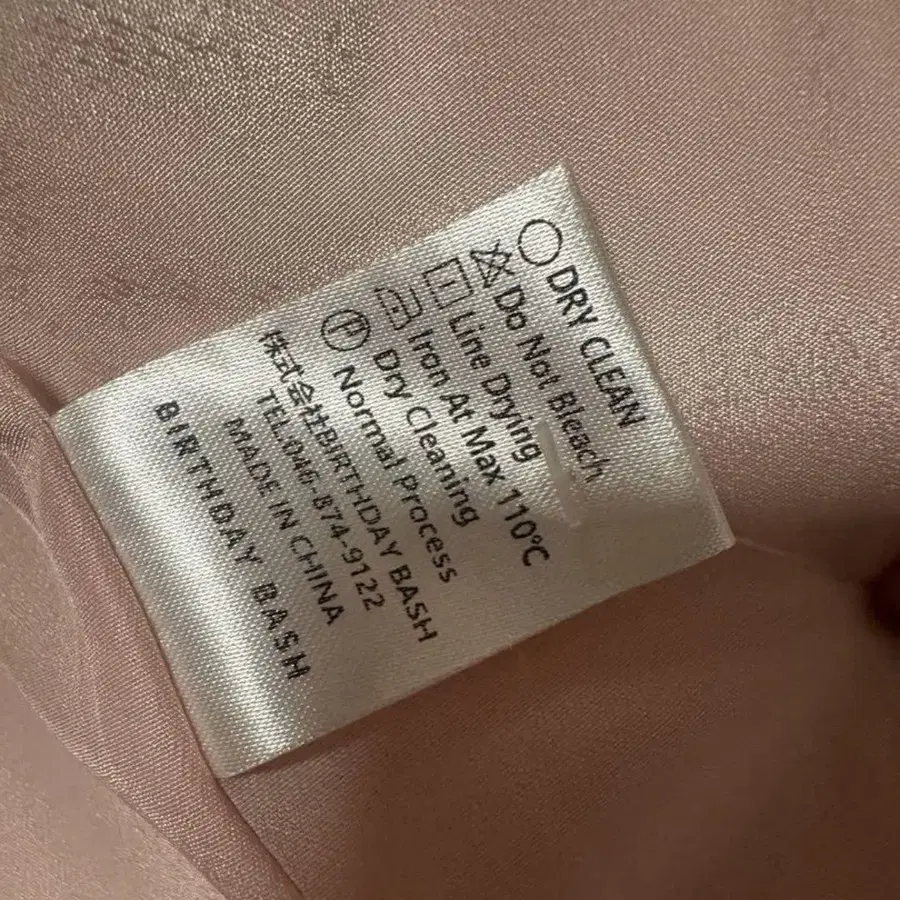 DRY CLEAN
Do Not Bleach
Line Drying
Iron At Max 110°C
Dry Cleaning
P Normal Process
株式会社BIRTHDAY BASH
TEL.046-874-9122
MADE IN CHINA
BIRTHDAY BASH